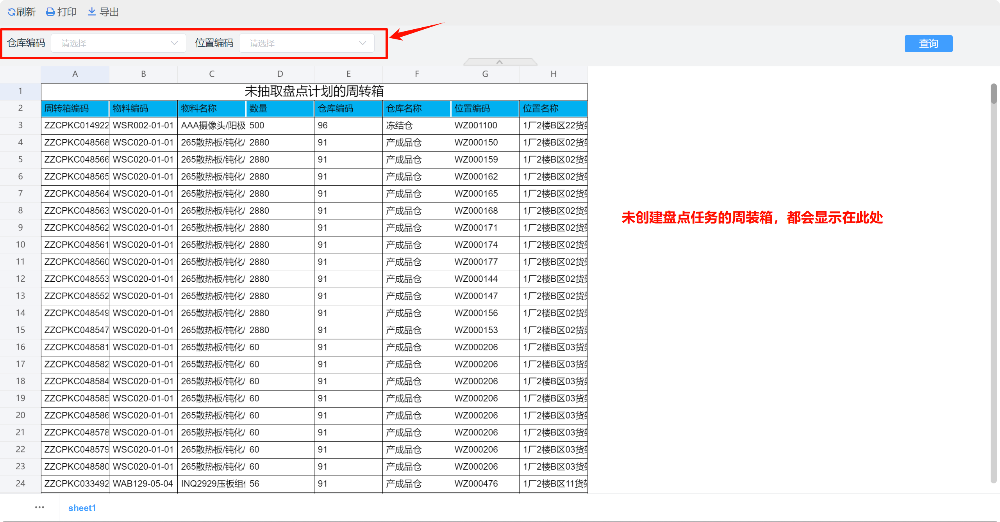 刷新 打印 导出
仓库编码 请选择 位置编码 请选择 查询
A B C D E F G H
1 未抽取盘点计划的周转箱
2 周转箱编码 物料编码 物料名称 数量 仓库编码 仓库名称 位置编码 位置名称
3 ZZCPKC014922 WSR002-01-01 AAA摄像头/阳极 500 96 冻结仓 WZ001100 1厂2楼B区22货
4 ZZCPKC048568 WSC020-01-01 265散热板/钝化/ 2880 91 产成品仓 WZ000150 1厂2楼B区02货
5 ZZCPKC048566 WSC020-01-01 265散热板/钝化/ 2880 91 产成品仓 WZ000159 1厂2楼B区02货
6 ZZCPKC048565 WSC020-01-01 265散热板/钝化/ 2880 91 产成品仓 WZ000162 1厂2楼B区02货
7 ZZCPKC048564 WSC020-01-01 265散热板/钝化/ 2880 91 产成品仓 WZ000165 1厂2楼B区02货
8 ZZCPKC048563 WSC020-01-01 265散热板/钝化/ 2880 91 产成品仓 WZ000168 1厂2楼B区02货
未创建盘点任务的周装箱，都会显示在此处
9 ZZCPKC048562 WSC020-01-01 265散热板/钝化/ 2880 91 产成品仓 WZ000171 1厂2楼B区02货
10 ZZCPKC048561 WSC020-01-01 265散热板/钝化/ 2880 91 产成品仓 WZ000174 1厂2楼B区02货
11 ZZCPKC048560 WSC020-01-01 265散热板/钝化/ 2880 91 产成品仓 WZ000177 1厂2楼B区02货
12 ZZCPKC048553 WSC020-01-01 265散热板/钝化/ 2880 91 产成品仓 WZ000144 1厂2楼B区02货
13 ZZCPKC048552 WSC020-01-01 265散热板/钝化/ 2880 91 产成品仓 WZ000147 1厂2楼B区02货
14 ZZCPKC048549 WSC020-01-01 265散热板/钝化/ 2880 91 产成品仓 WZ000156 1厂2楼B区02货
15 ZZCPKC048547 WSC020-01-01 265散热板/钝化/ 2880 91 产成品仓 WZ000153 1厂2楼B区02货
16 ZZCPKC048581 WSC020-01-01 265散热板/钝化/ 60 91 产成品仓 WZ000206 1厂2楼B区03货
17 ZZCPKC048582 WSC020-01-01 265散热板/钝化/ 60 91 产成品仓 WZ000206 1厂2楼B区03货
18 ZZCPKC048584 WSC020-01-01 265散热板/钝化/ 60 91 产成品仓 WZ000206 1厂2楼B区03货
19 ZZCPKC048585 WSC020-01-01 265散热板/钝化/ 60 91 产成品仓 WZ000206 1厂2楼B区03货
20 ZZCPKC048586 WSC020-01-01 265散热板/钝化/ 60 91 产成品仓 WZ000206 1厂2楼B区03货
21 ZZCPKC048578 WSC020-01-01 265散热板/钝化/ 60 91 产成品仓 WZ000206 1厂2楼B区03货
22 ZZCPKC048579 WSC020-01-01 265散热板/钝化/ 60 91 产成品仓 WZ000206 1厂2楼B区03货
23 ZZCPKC048580 WSC020-01-01 265散热板/钝化/ 60 91 产成品仓 WZ000206 1厂2楼B区03货
24 ZZCPKC033492 WAB129-05-04 INQ2929压板组 56 91 产成品仓 WZ000476 1厂2楼B区11货
••• sheet1